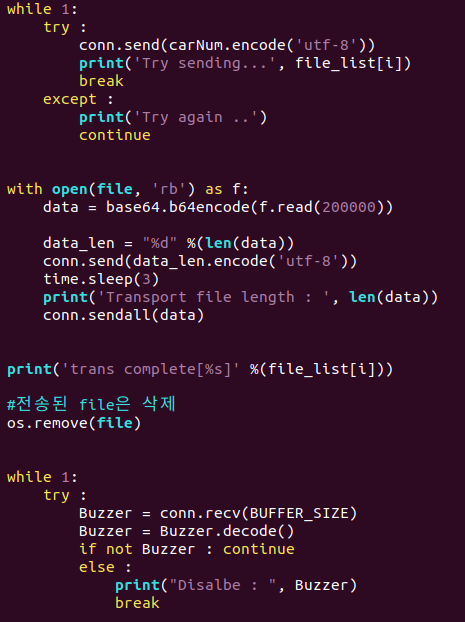 while 1:
    try :
        conn.send(carNum.encode('utf-8'))
        print('Try sending...', file_list[i])
        break
    except :
        print('Try again ..')
        continue
with open(file, 'rb') as f:
    data = base64.b64encode(f.read(200000))
    data_len = "%d" %(len(data))
    conn.send(data_len.encode('utf-8'))
    time.sleep(3)
    print('Transport file length : ', len(data))
    conn.sendall(data)
print('trans complete[%s]' %(file_list[i]))
#전송된 file은 삭제
os.remove(file)
while 1:
    try :
        Buzzer = conn.recv(BUFFER_SIZE)
        Buzzer = Buzzer.decode()
        if not Buzzer : continue
        else :
            print("Disalbe : ", Buzzer)
            break